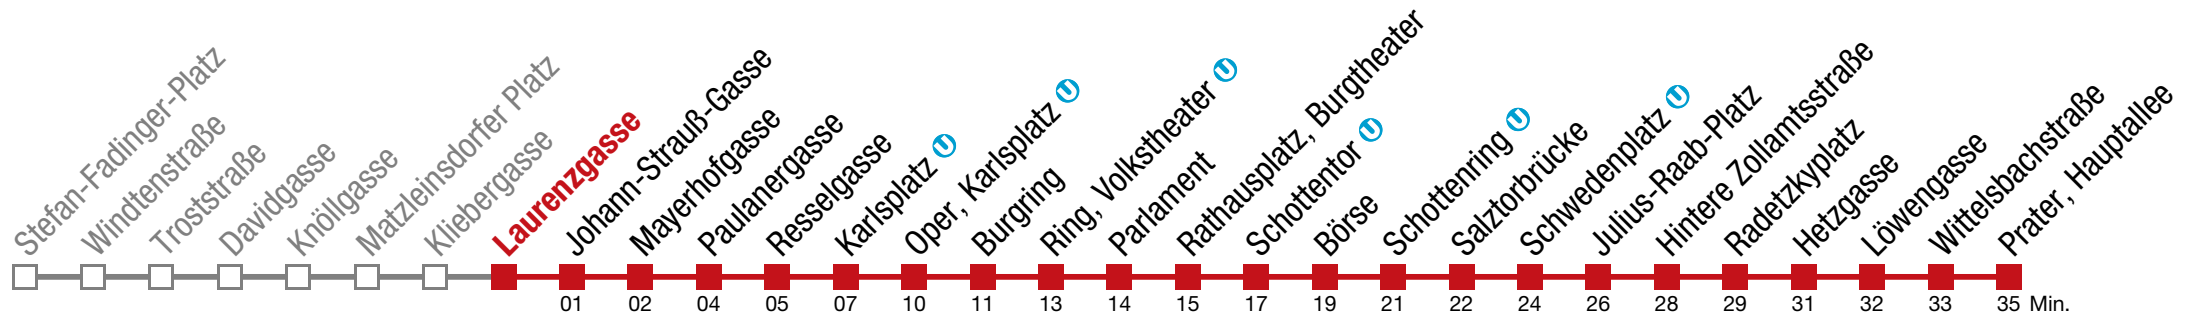 Stefan-Fadinger-Platz
Windtenstraße
Troststraße
Davidgasse
Knöllgasse
Matzleinsdorfer Platz
Kliebergasse
Laurenzgasse
Johann-Strauß-Gasse
Mayerhofgasse
Paulanergasse
Resselgasse
Karlsplatz U
Oper, Karlsplatz U
Burgring
Ring, Volkstheater U
Parlament
Rathausplatz, Burgtheater
Schottentor U
Börse
Schottenring U
Salztorbrücke
Schwedenplatz U
Julius-Raab-Platz
Hintere Zollamtsstraße
Radetzkyplatz
Hetzgasse
Löwengasse
Wittelsbachstraße
Prater, Hauptallee
01 02 04 05 07 10 11 13 14 15 17 19 21 22 24 26 28 29 31 32 33 35 Min.